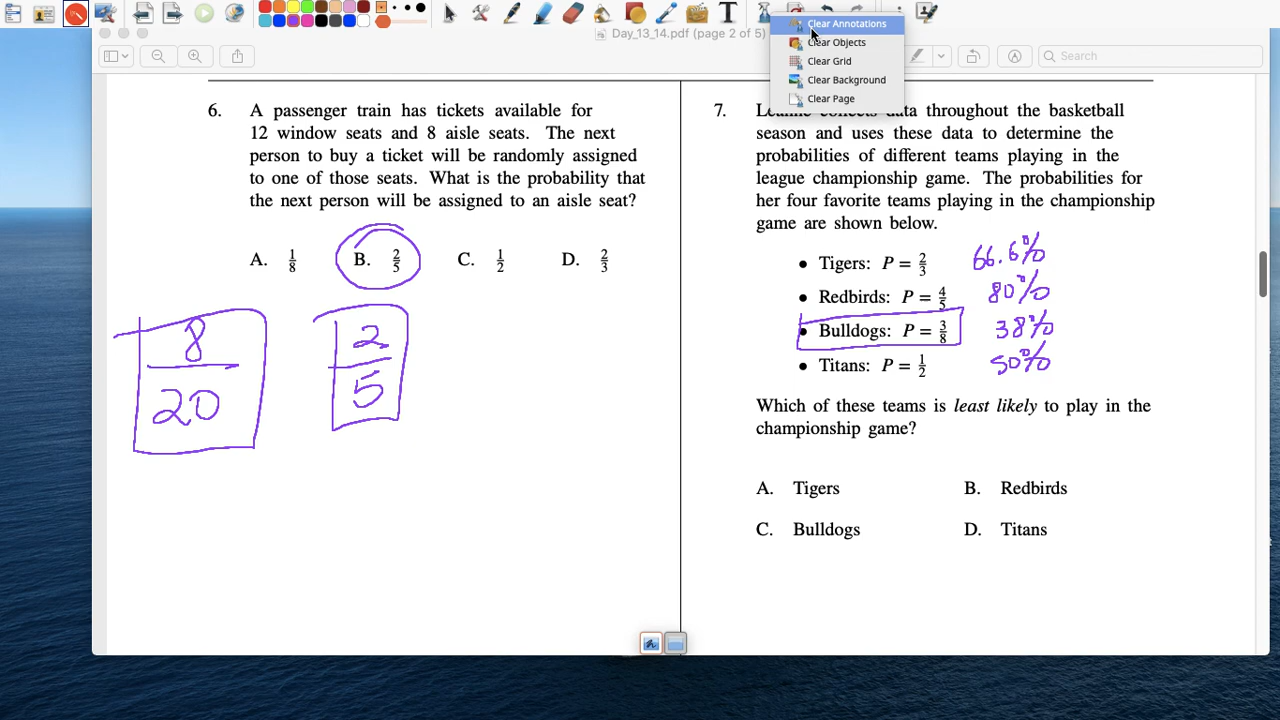 Day_13_14.pdf (page 2 of 5)
Clear Annotations
Clear Objects
Clear Grid
Clear Background
Clear Page
Search
6. A passenger train has tickets available for
12 window seats and 8 aisle seats. The next
person to buy a ticket will be randomly assigned
to one of those seats. What is the probability that
the next person will be assigned to an aisle seat?
A. 1/8 B. 2/5 C. 1/2 D. 2/3
8/20 2/5
7. data throughout the basketball
season and uses these data to determine the
probabilities of different teams playing in the
league championship game. The probabilities for
her four favorite teams playing in the championship
game are shown below.
• Tigers: P = 2/3 66.6%
• Redbirds: P = 4/5 80%
• Bulldogs: P = 3/8 38%
• Titans: P = 1/2 50%
Which of these teams is least likely to play in the
championship game?
A. Tigers B. Redbirds
C. Bulldogs D. Titans